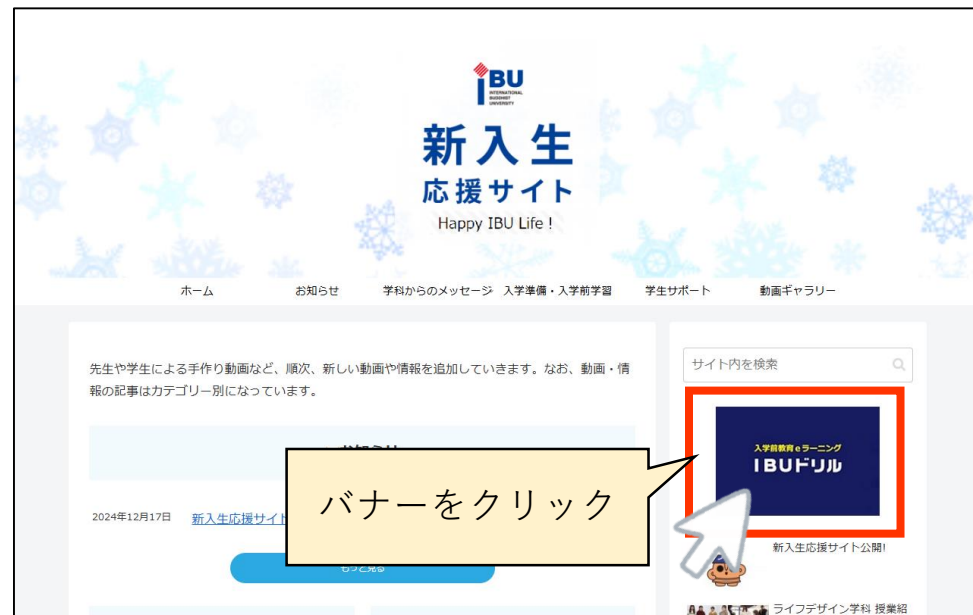 iBU
INTERNATIONAL
BUDDHIST
UNIVERSITY
新入生
応援サイト
Happy IBU Life !
ホーム
お知らせ
学科からのメッセージ
入学準備・入学前学習
学生サポート
動画ギャラリー
先生や学生による手作り動画など、順次、新しい動画や情報を追加していきます。なお、動画・情
報の記事はカテゴリー別になっています。
2024年12月17日
新入生応援サイト
もっと見る
バナーをクリック
サイト内を検索
入学前教育eラーニング
IBUドリル
新入生応援サイト公開!
ライフデザイン学科 授業紹